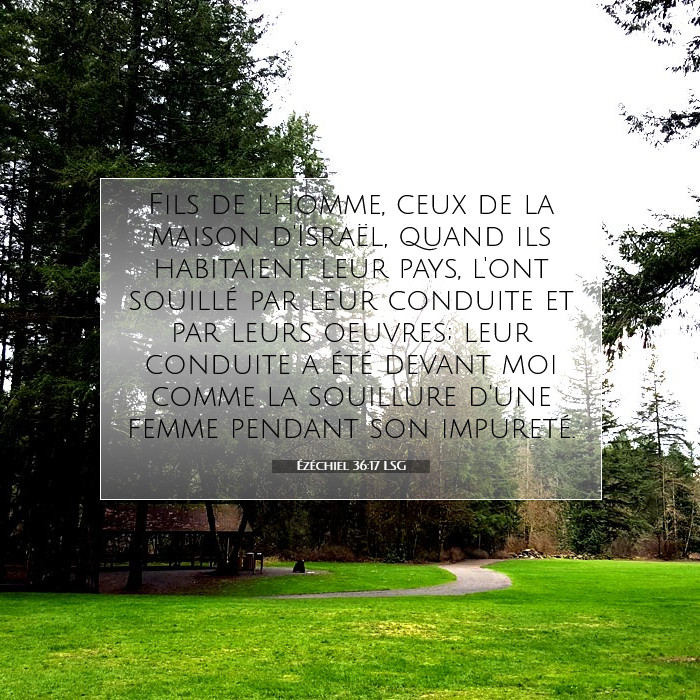 Fils de l'homme, ceux de la
maison d'Israël, quand ils
habitaient leur pays, l'ont
souillé par leur conduite et
par leurs oeuvres; leur
conduite a été devant moi
comme la souillure d'une
femme pendant son impureté.
Ézéchiel 36:17 LSG